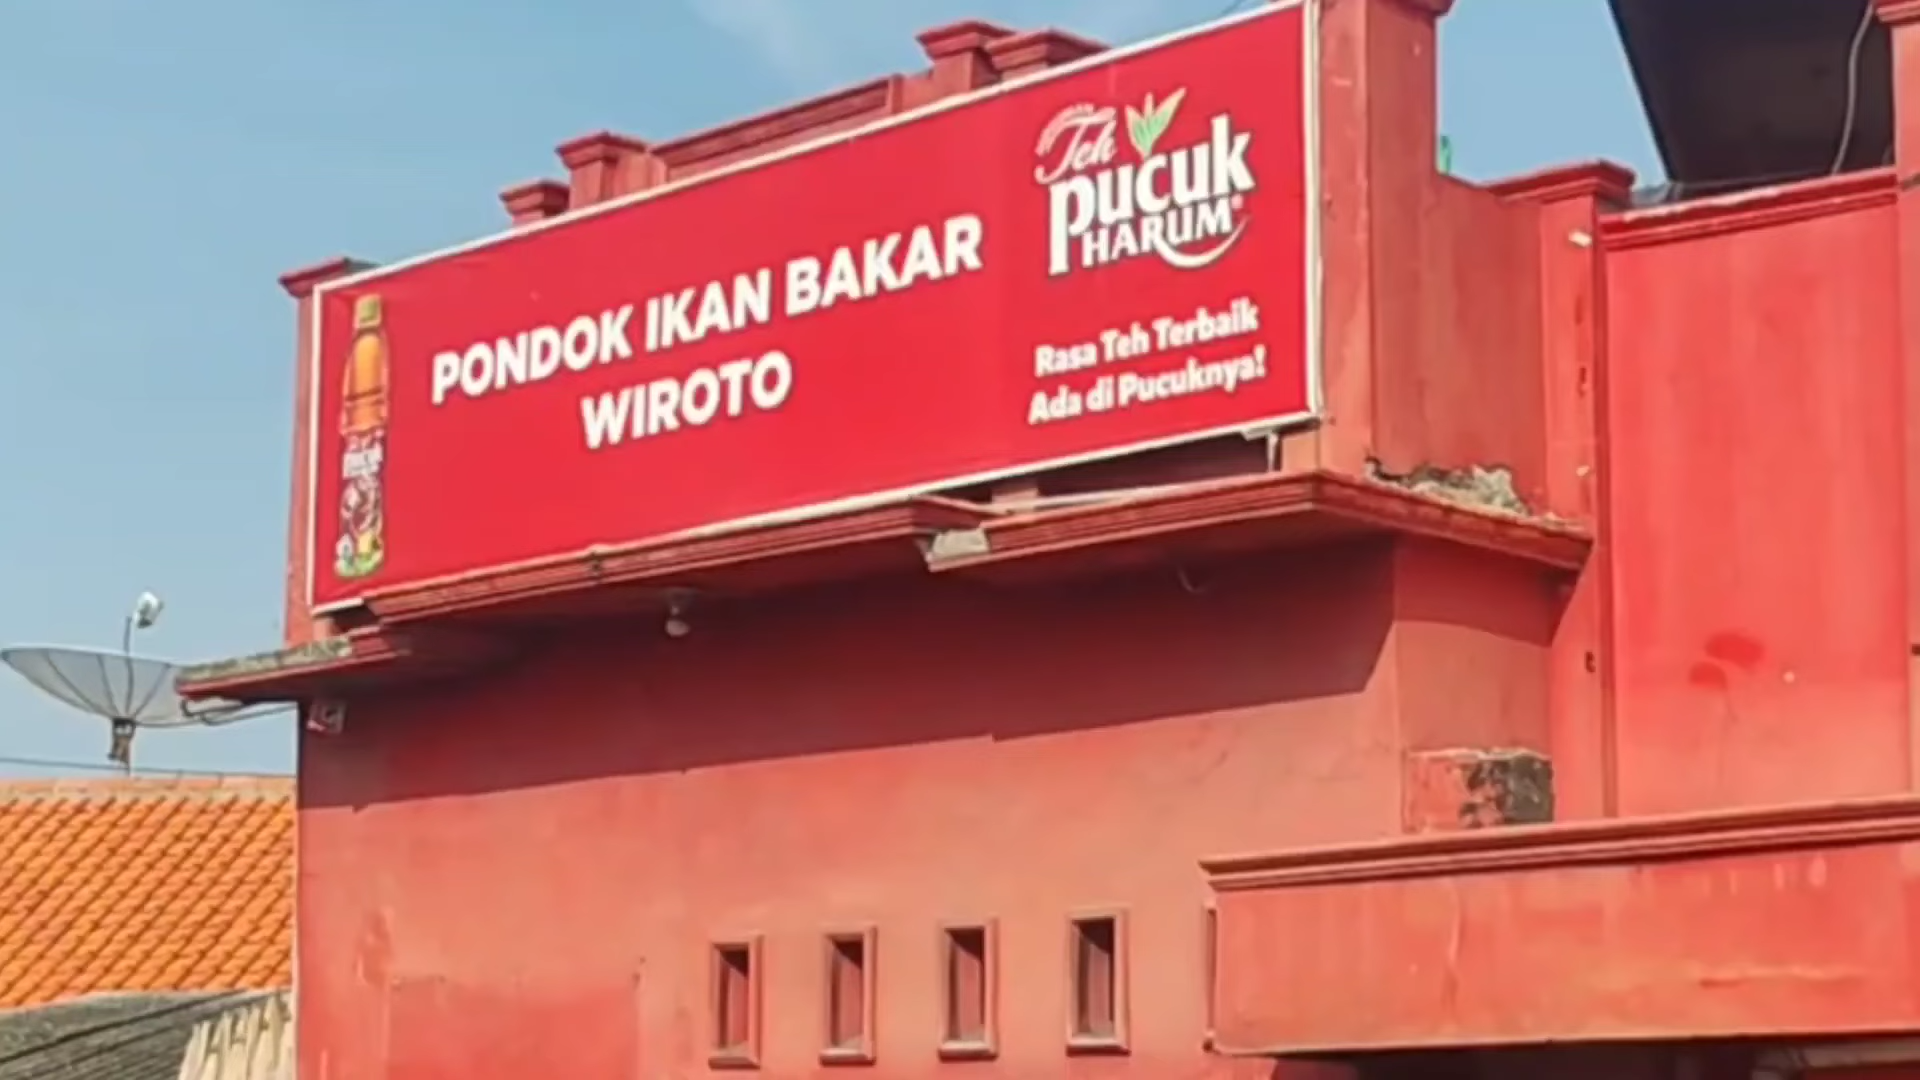 PONDOK IKAN BAKAR
WIROTO
Teh
pucuk
HARUM
Rasa Teh Terbaik
Ada di Pucuknya!